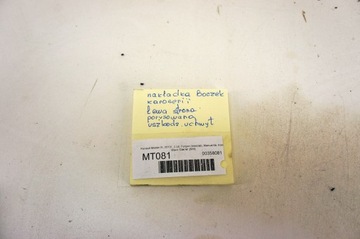 nakładka Boczek
karoserii
Lewa strona
porysowana
uszkodz. uchwyt
MT081 00359081